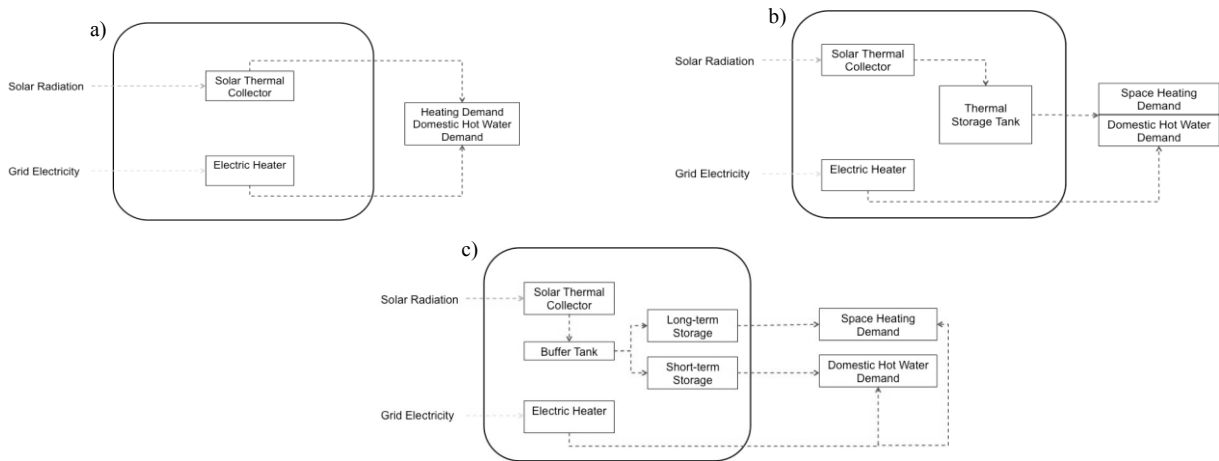 a)
Solar Radiation
Solar Thermal
Collector
Heating Demand
Domestic Hot Water
Demand
Grid Electricity
Electric Heater
b)
Solar Radiation
Solar Thermal
Collector
Thermal
Storage Tank
Space Heating
Demand
Domestic Hot Water
Demand
Grid Electricity
Electric Heater
c)
Solar Radiation
Solar Thermal
Collector
Buffer Tank
Long-term
Storage
Space Heating
Demand
Short-term
Storage
Domestic Hot Water
Demand
Grid Electricity
Electric Heater